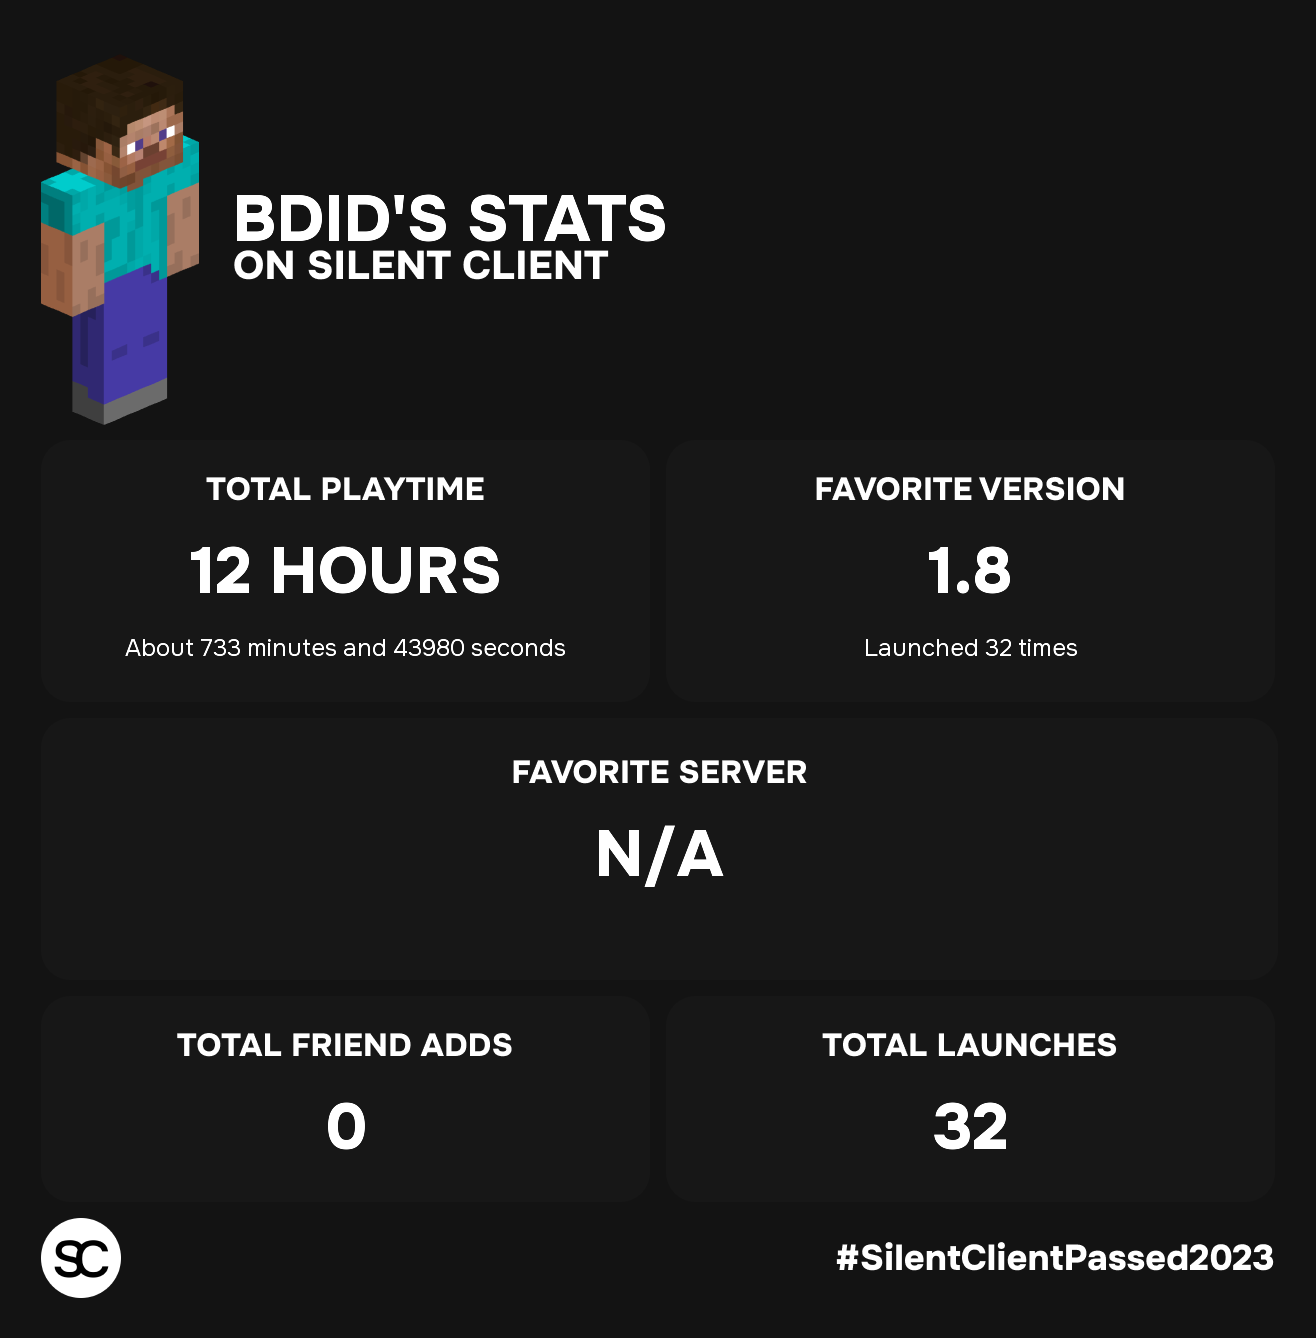 BDID'S STATS
ON SILENT CLIENT
TOTAL PLAYTIME
12 HOURS
About 733 minutes and 43980 seconds
FAVORITE VERSION
1.8
Launched 32 times
FAVORITE SERVER
N/A
TOTAL FRIEND ADDS
0
TOTAL LAUNCHES
32
SC
#SilentClientPassed2023